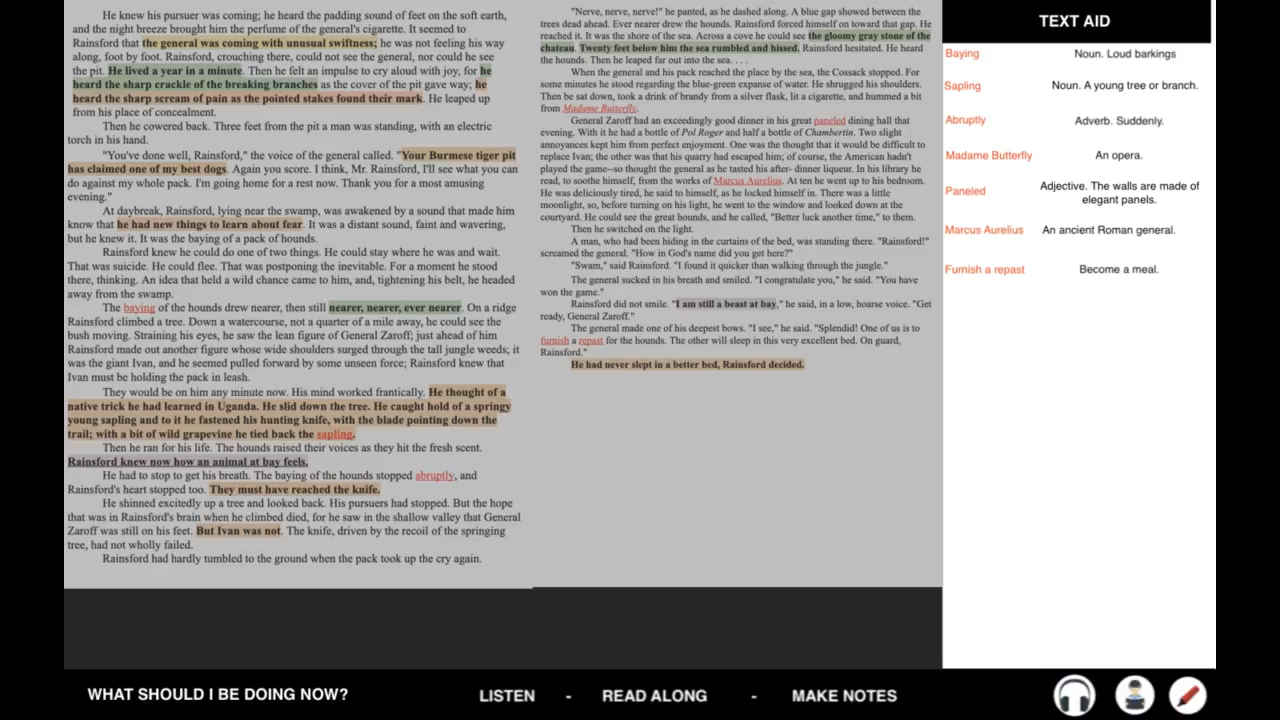 He knew his pursuer was coming; he heard the padding sound of feet on the soft earth,
and the night breeze brought him the perfume of the general's cigarette. It seemed to
Rainsford that the general was coming with unusual swiftness; he was not feeling his way
along, foot by foot. Rainsford, crouching there, could not see the general, nor could he see
the pit. He lived a year in a minute. Then he felt an impulse to cry aloud with joy, for he
heard the sharp crackle of the breaking branches as the cover of the pit gave way; he
heard the sharp scream of pain as the pointed stakes found their mark. He leaped up
from his place of concealment.
Then he cowered back. Three feet from the pit a man was standing, with an electric
torch in his hand.
"You've done well, Rainsford," the voice of the general called. "Your Burmese tiger pit
has claimed one of my best dogs. Again you score. I think, Mr. Rainsford, I'll see what you can
do against my whole pack. I'm going home for a rest now. Thank you for a most amusing
evening."
At daybreak, Rainsford, lying near the swamp, was awakened by a sound that made him
know that he had new things to learn about fear. It was a distant sound, faint and wavering,
but he knew it. It was the baying of a pack of hounds.
Rainsford knew he could do one of two things. He could stay where he was and wait.
That was suicide. He could flee. That was postponing the inevitable. For a moment he stood
there, thinking. An idea that held a wild chance came to him, and, tightening his belt, he headed
away from the swamp.
The baying of the hounds drew nearer, then still nearer, nearer, ever nearer. On a ridge
Rainsford climbed a tree. Down a watercourse, not a quarter of a mile away, he could see the
bush moving. Straining his eyes, he saw the lean figure of General Zaroff; just ahead of him
Rainsford made out another figure whose wide shoulders surged through the tall jungle weeds; it
was the giant Ivan, and he seemed pulled forward by some unseen force; Rainsford knew that
Ivan must be holding the pack in leash.
They would be on him any minute now. His mind worked frantically. He thought of a
native trick he had learned in Uganda. He slid down the tree. He caught hold of a springy
young sapling and to it he fastened his hunting knife, with the blade pointing down the
trail; with a bit of wild grapevine he tied back the sapling.
Then he ran for his life. The hounds raised their voices as they hit the fresh scent.
Rainsford knew now how an animal at bay feels.
He had to stop to get his breath. The baying of the hounds stopped abruptly, and
Rainsford's heart stopped too. They must have reached the knife.
He shinned excitedly up a tree and looked back. His pursuers had stopped. But the hope
that was in Rainsford's brain when he climbed died, for he saw in the shallow valley that General
Zaroff was still on his feet. But Ivan was not. The knife, driven by the recoil of the springing
tree, had not wholly failed.
Rainsford had hardly tumbled to the ground when the pack took up the cry again.
"Nerve, nerve, nerve!" he panted, as he dashed along. A blue gap showed between the
trees dead ahead. Ever nearer drew the hounds. Rainsford forced himself on toward that gap. He
reached it. It was the shore of the sea. Across a cove he could see the gloomy gray stone of the
chateau. Twenty feet below him the sea rumbled and hissed. Rainsford hesitated. He heard
the hounds. Then he leaped far out into the sea. . . .
When the general and his pack reached the place by the sea, the Cossack stopped. For
some minutes he stood regarding the blue-green expanse of water. He shrugged his shoulders.
Then be sat down, took a drink of brandy from a silver flask, lit a cigarette, and hummed a bit
from Madame Butterfly.
General Zaroff had an exceedingly good dinner in his great paneled dining hall that
evening. With it he had a bottle of Pol Roger and half a bottle of Chambertin. Two slight
annoyances kept him from perfect enjoyment. One was the thought that it would be difficult to
replace Ivan; the other was that his quarry had escaped him; of course, the American hadn't
played the game--so thought the general as he tasted his after- dinner liqueur. In his library he
read, to soothe himself, from the works of Marcus Aurelius. At ten he went up to his bedroom.
He was deliciously tired, he said to himself, as he locked himself in. There was a little
moonlight, so, before turning on his light, he went to the window and looked down at the
courtyard. He could see the great hounds, and he called, "Better luck another time," to them.
Then he switched on the light.
A man, who had been hiding in the curtains of the bed, was standing there. "Rainsford!"
screamed the general. "How in God's name did you get here?"
"Swam," said Rainsford. "I found it quicker than walking through the jungle."
The general sucked in his breath and smiled. "I congratulate you," he said. "You have
won the game."
Rainsford did not smile. "I am still a beast at bay," he said, in a low, hoarse voice. "Get
ready, General Zaroff."
The general made one of his deepest bows. "I see," he said. "Splendid! One of us is to
furnish a repast for the hounds. The other will sleep in this very excellent bed. On guard,
Rainsford."
He had never slept in a better bed, Rainsford decided.
TEXT AID
Baying Noun. Loud barkings
Sapling Noun. A young tree or branch.
Abruptly Adverb. Suddenly.
Madame Butterfly An opera.
Paneled Adjective. The walls are made of
elegant panels.
Marcus Aurelius An ancient Roman general.
Furnish a repast Become a meal.
WHAT SHOULD I BE DOING NOW? LISTEN - READ ALONG - MAKE NOTES